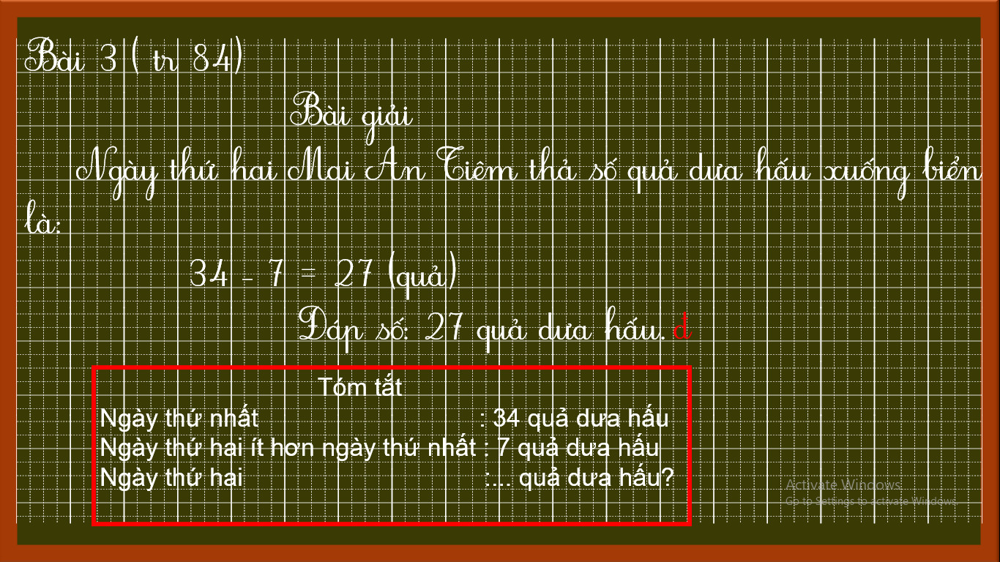 Bài 3 ( tr 84)
Bài giải
Ngày thứ hai Mai An Tiêm thả số quả dưa hấu xuống biển
là:
34 - 7 = 27 (quả)
Đáp số: 27 quả dưa hấu. đ
Tóm tắt
Ngày thứ nhất : 34 quả dưa hấu
Ngày thứ hai ít hơn ngày thứ nhất : 7 quả dưa hấu
Ngày thứ hai :... quả dưa hấu?
Activate Windows
Go to Settings to activate Windows.